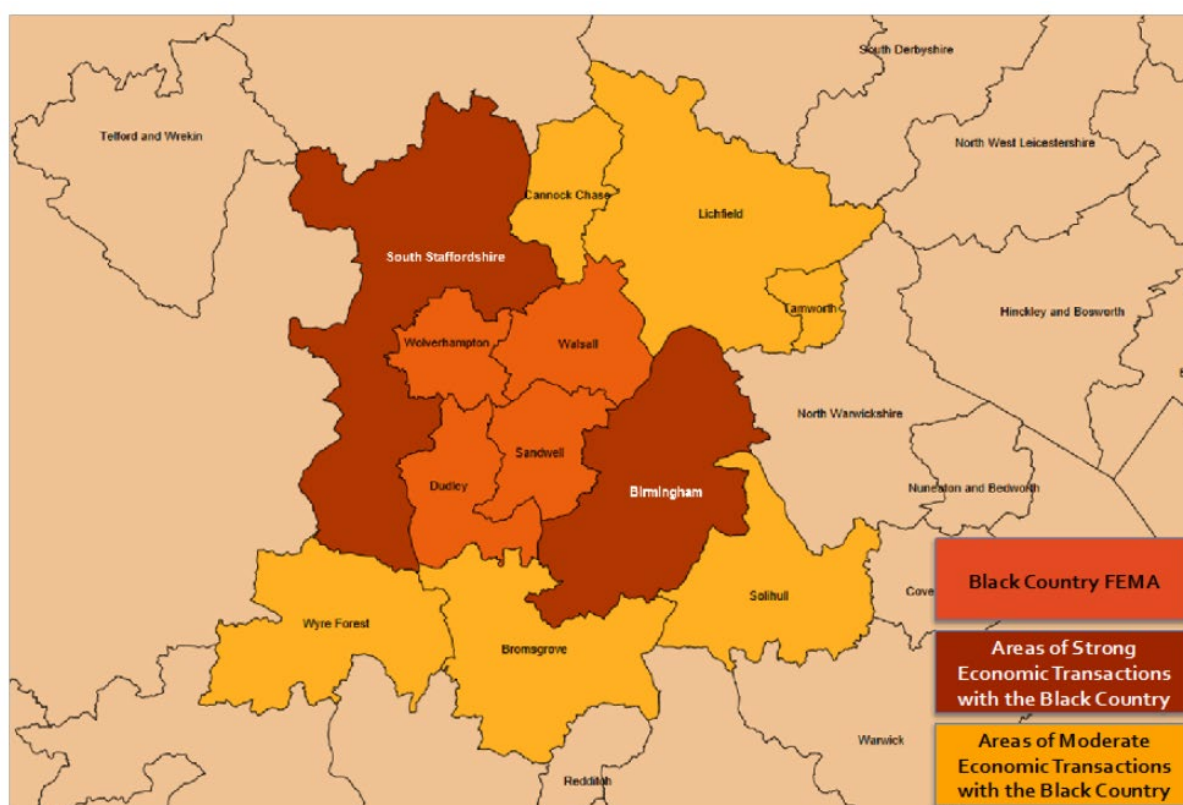 South Derbyshire
Telford and Wrekin
North West Leicestershire
Cannock Chase
Lichfield
South Staffordshire
Tamworth
Hinckley and Bosworth
Wolverhampton
Walsall
North Warwickshire
Sandwell
Dudley
Birmingham
Nuneaton and Bedworth
Black Country FEMA
Cove
Solihull
Wyre Forest
Bromsgrove
Areas of Strong
Economic Transactions
with the Black Country
Warwick
Areas of Moderate
Economic Transactions
with the Black Country
Redditch